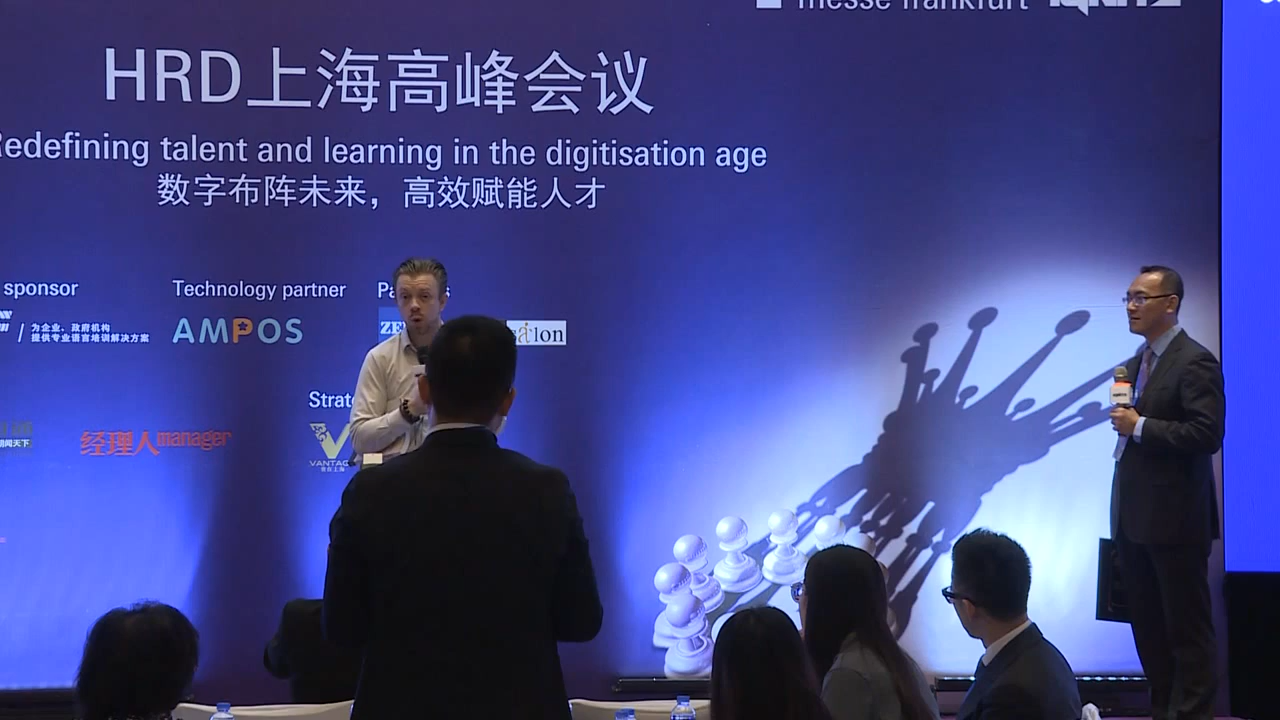 messe frankfurt
HRD上海高峰会议
Redefining talent and learning in the digitisation age
数字布阵未来，高效赋能人才
sponsor
Technology partner
为企业、政府机构
提供专业语言培训解决方案
AMPOS
经理人manager